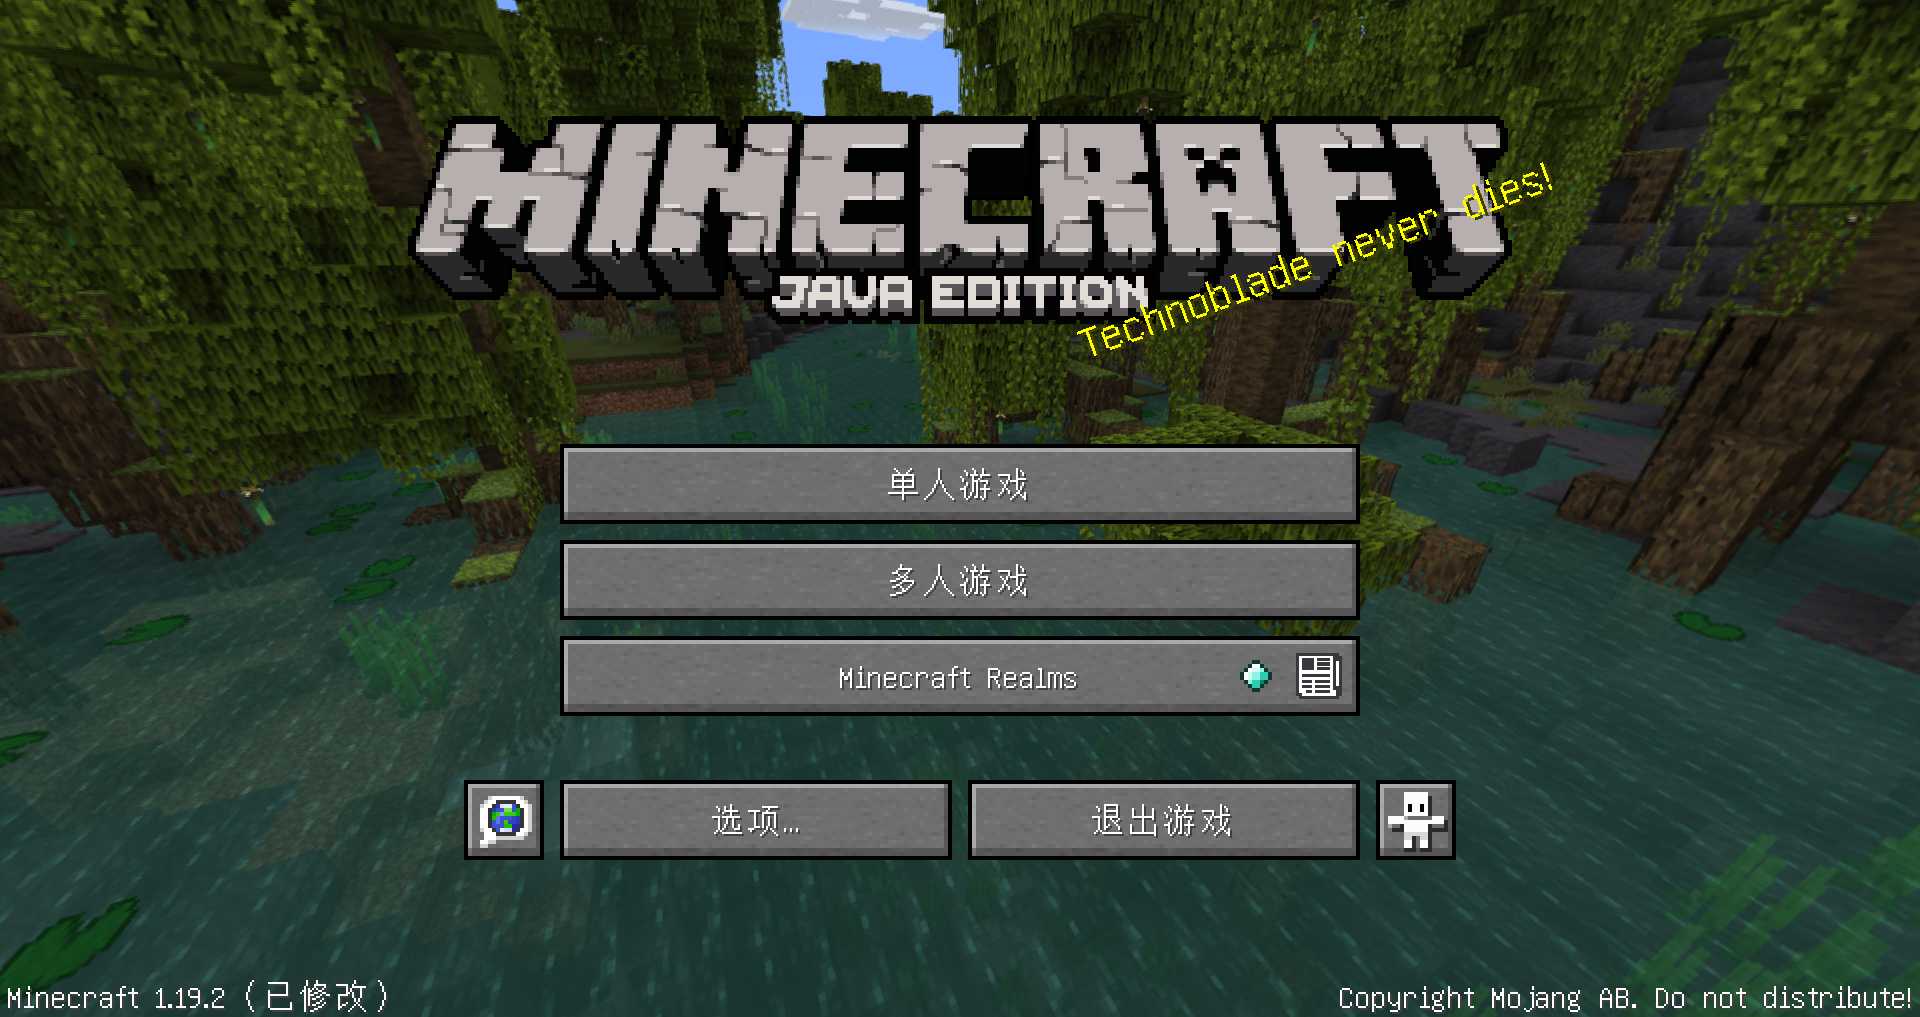 MINECRAFT
JAVA EDITION
Technoblade never dies!
单人游戏
多人游戏
Minecraft Realms
选项...
退出游戏
Minecraft 1.19.2（已修改）
Copyright Mojang AB. Do not distribute!